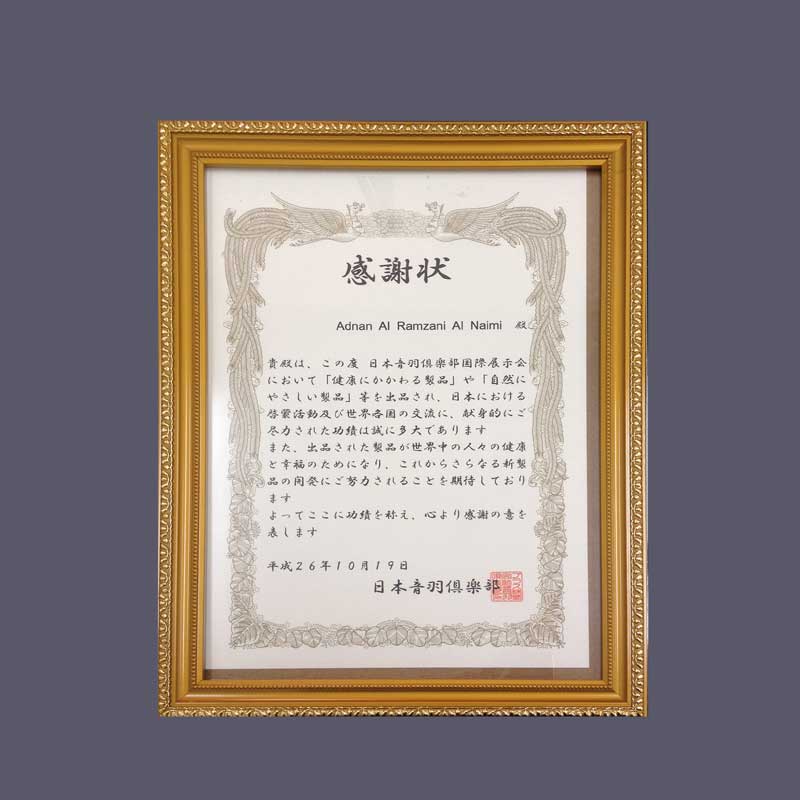 感謝状
Adnan Al Ramzani Al Naimi 殿
貴殿は、この度 日本音羽倶楽部国際展示会
において「健康にかかわる製品」や「自然に
やさしい製品」等を出品され、日本における
啓蒙活動及び世界各国の交流に、献身的にご
尽力された功績は誠に多大であります
また、出品された製品が世界中の人々の健康
と幸福のためになり、これからさらなる新製
品の開発にご努力されることを期待しており
ます
よってここに功績を称え、心より感謝の意を
表します
平成26年10月19日
日本音羽倶楽部